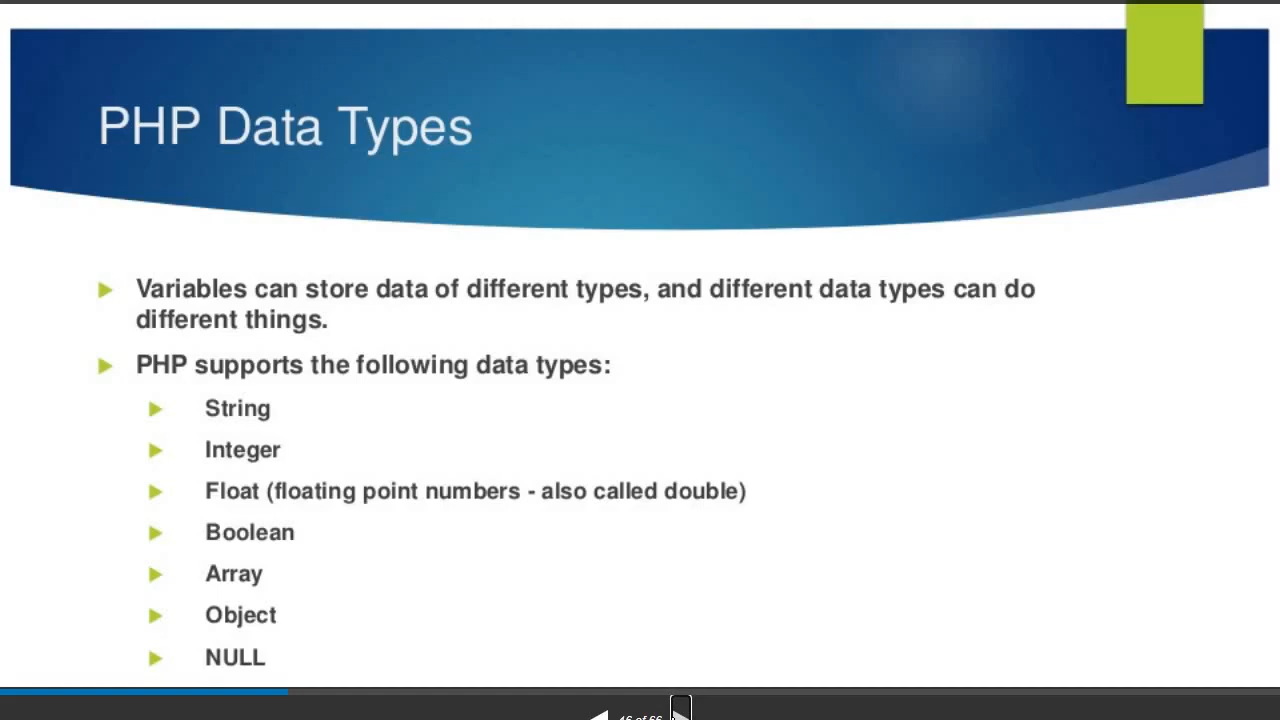 PHP Data Types
Variables can store data of different types, and different data types can do
different things.
PHP supports the following data types:
String
Integer
Float (floating point numbers - also called double)
Boolean
Array
Object
NULL